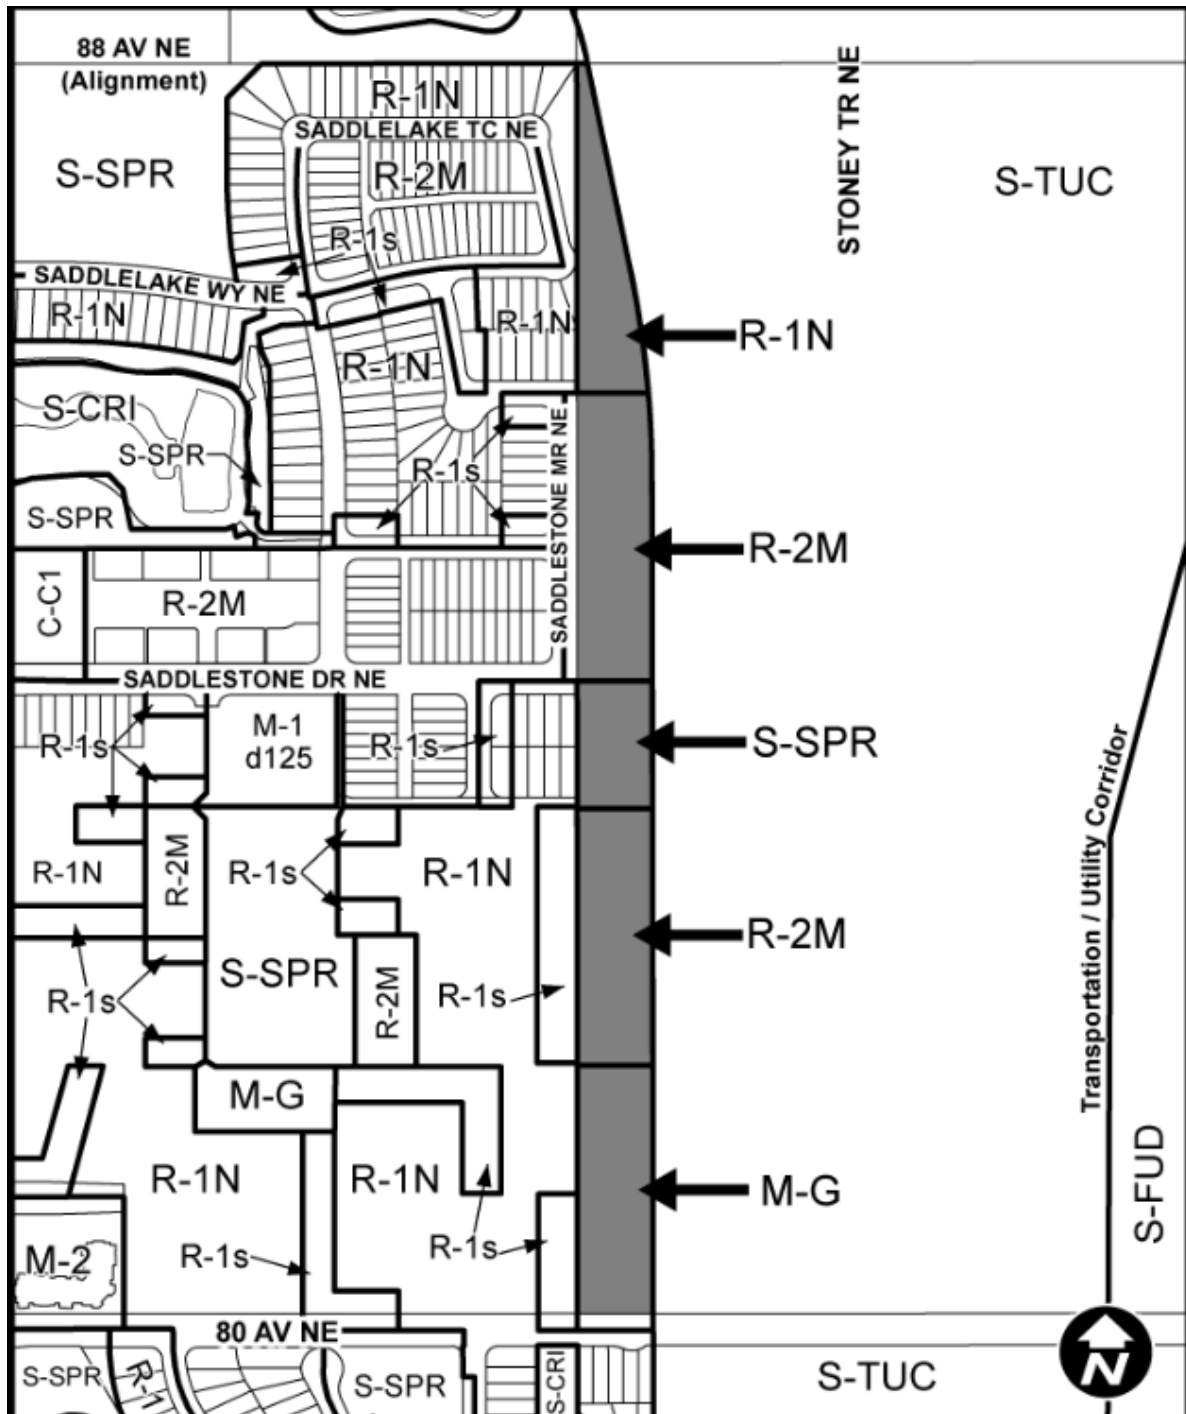 88 AV NE
(Alignment)
R-1N
SADDLELAKE TC NE
STONEY TR NE
S-SPR
R-2M
S-TUC
R-1s
SADDLELAKE WY NE
R-1N
R-1N
R-1N
R-1N
S-CRI
S-SPR
R-1s
SADDLESTONE MR NE
S-SPR
R-2M
C-C1
R-2M
SADDLESTONE DR NE
R-1s
M-1
d125
R-1s
S-SPR
Transportation / Utility Corridor
R-1N
R-2M
R-1s
R-1N
R-2M
S-SPR
R-1s
R-2M
R-1s
M-G
R-1N
R-1N
M-G
S-FUD
M-2
R-1s
R-1s
80 AV NE
N
S-SPR
R-1
S-SPR
S-CRI
S-TUC